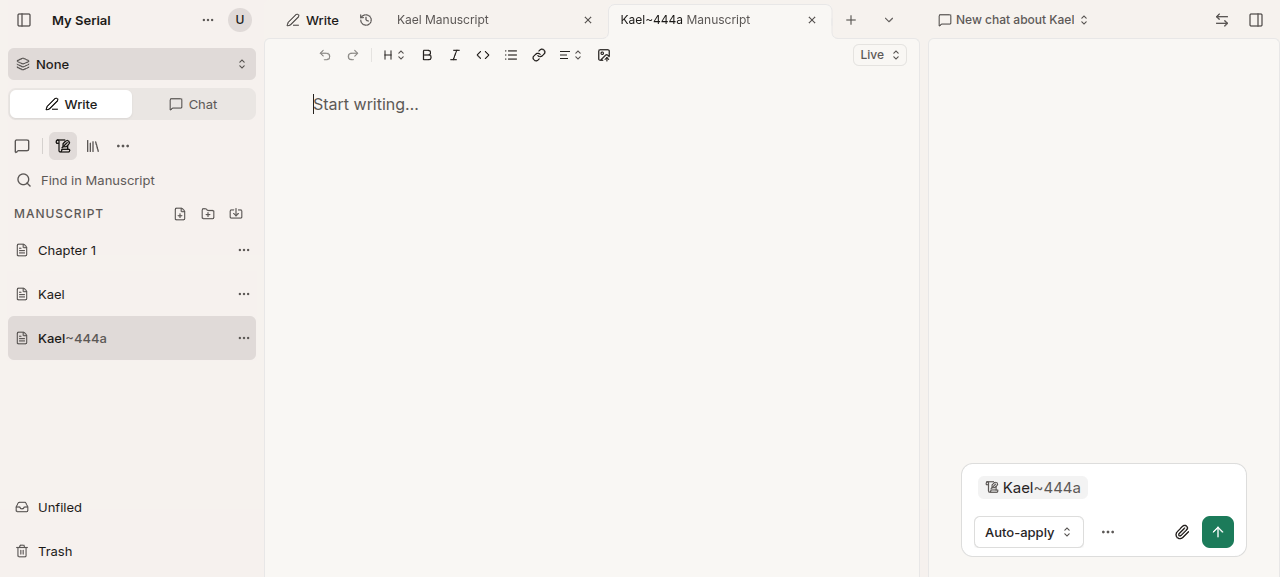 My Serial
U
None
Write
Chat
Find in Manuscript
MANUSCRIPT
Chapter 1
Kael
Kael~444a
Unfiled
Trash
Write
Kael Manuscript
Kael~444a Manuscript
H
B
I
Live
Start writing...
New chat about Kael
Kael~444a
Auto-apply